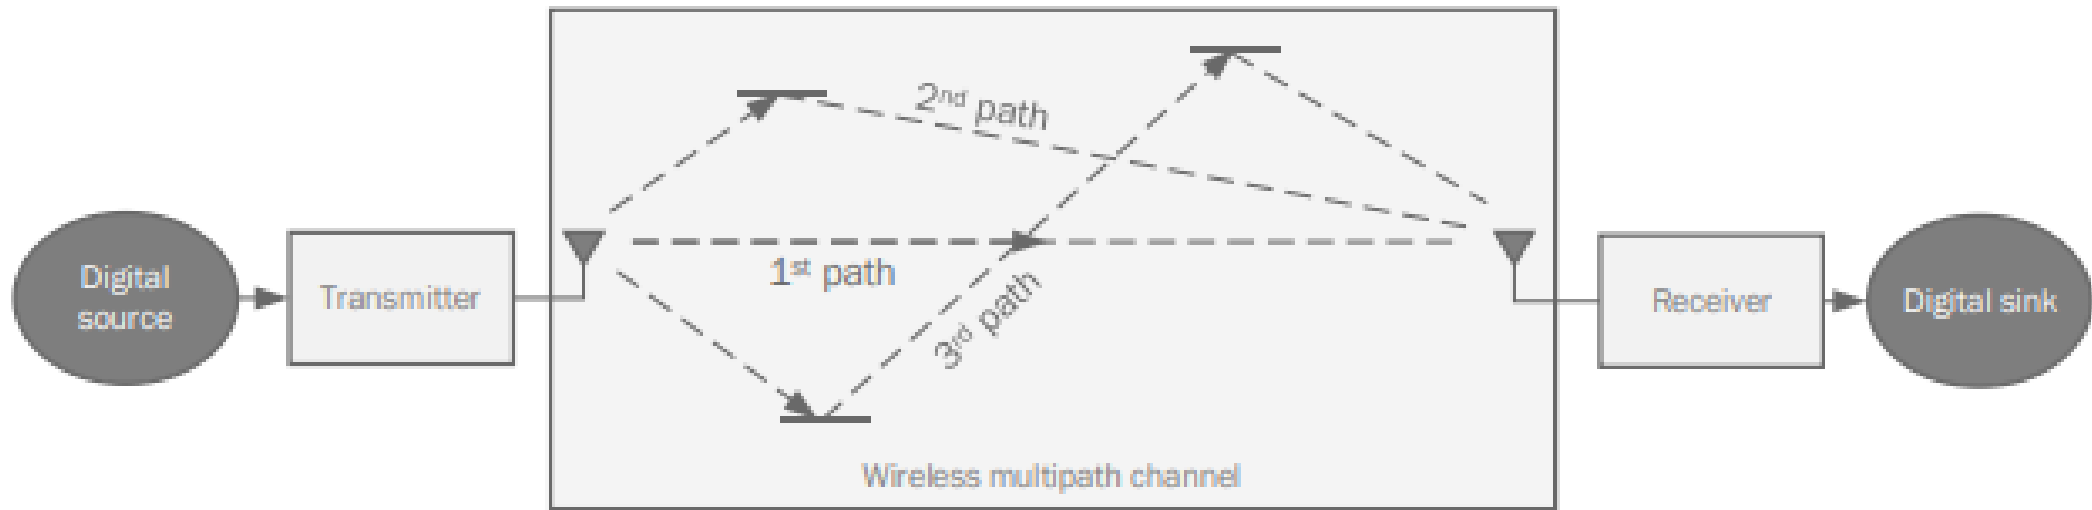 Digital
source
Transmitter
1st path
2nd path
3rd path
Wireless multipath channel
Receiver
Digital sink